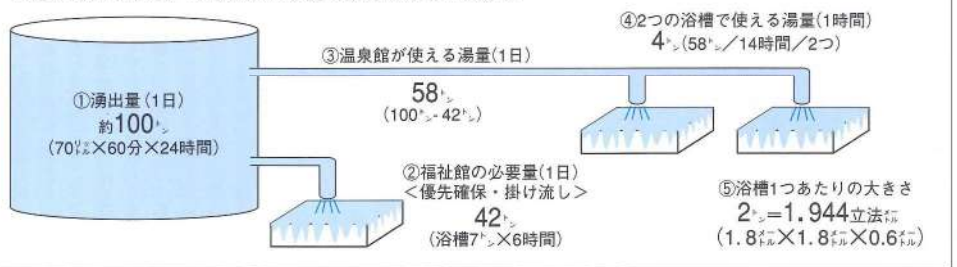 ①湧出量(1日)
約100トン
(70リットル×60分×24時間)
③温泉館が使える湯量(1日)
58トン
(100トン-42トン)
②福祉館の必要量(1日)
<優先確保・掛け流し>
42トン
(浴槽7トン×6時間)
④2つの浴槽で使える湯量(1時間)
4トン(58トン/14時間/2つ)
⑤浴槽1つあたりの大きさ
2トン=1.944立法メートル
(1.8メートル×1.8メートル×0.6メートル)